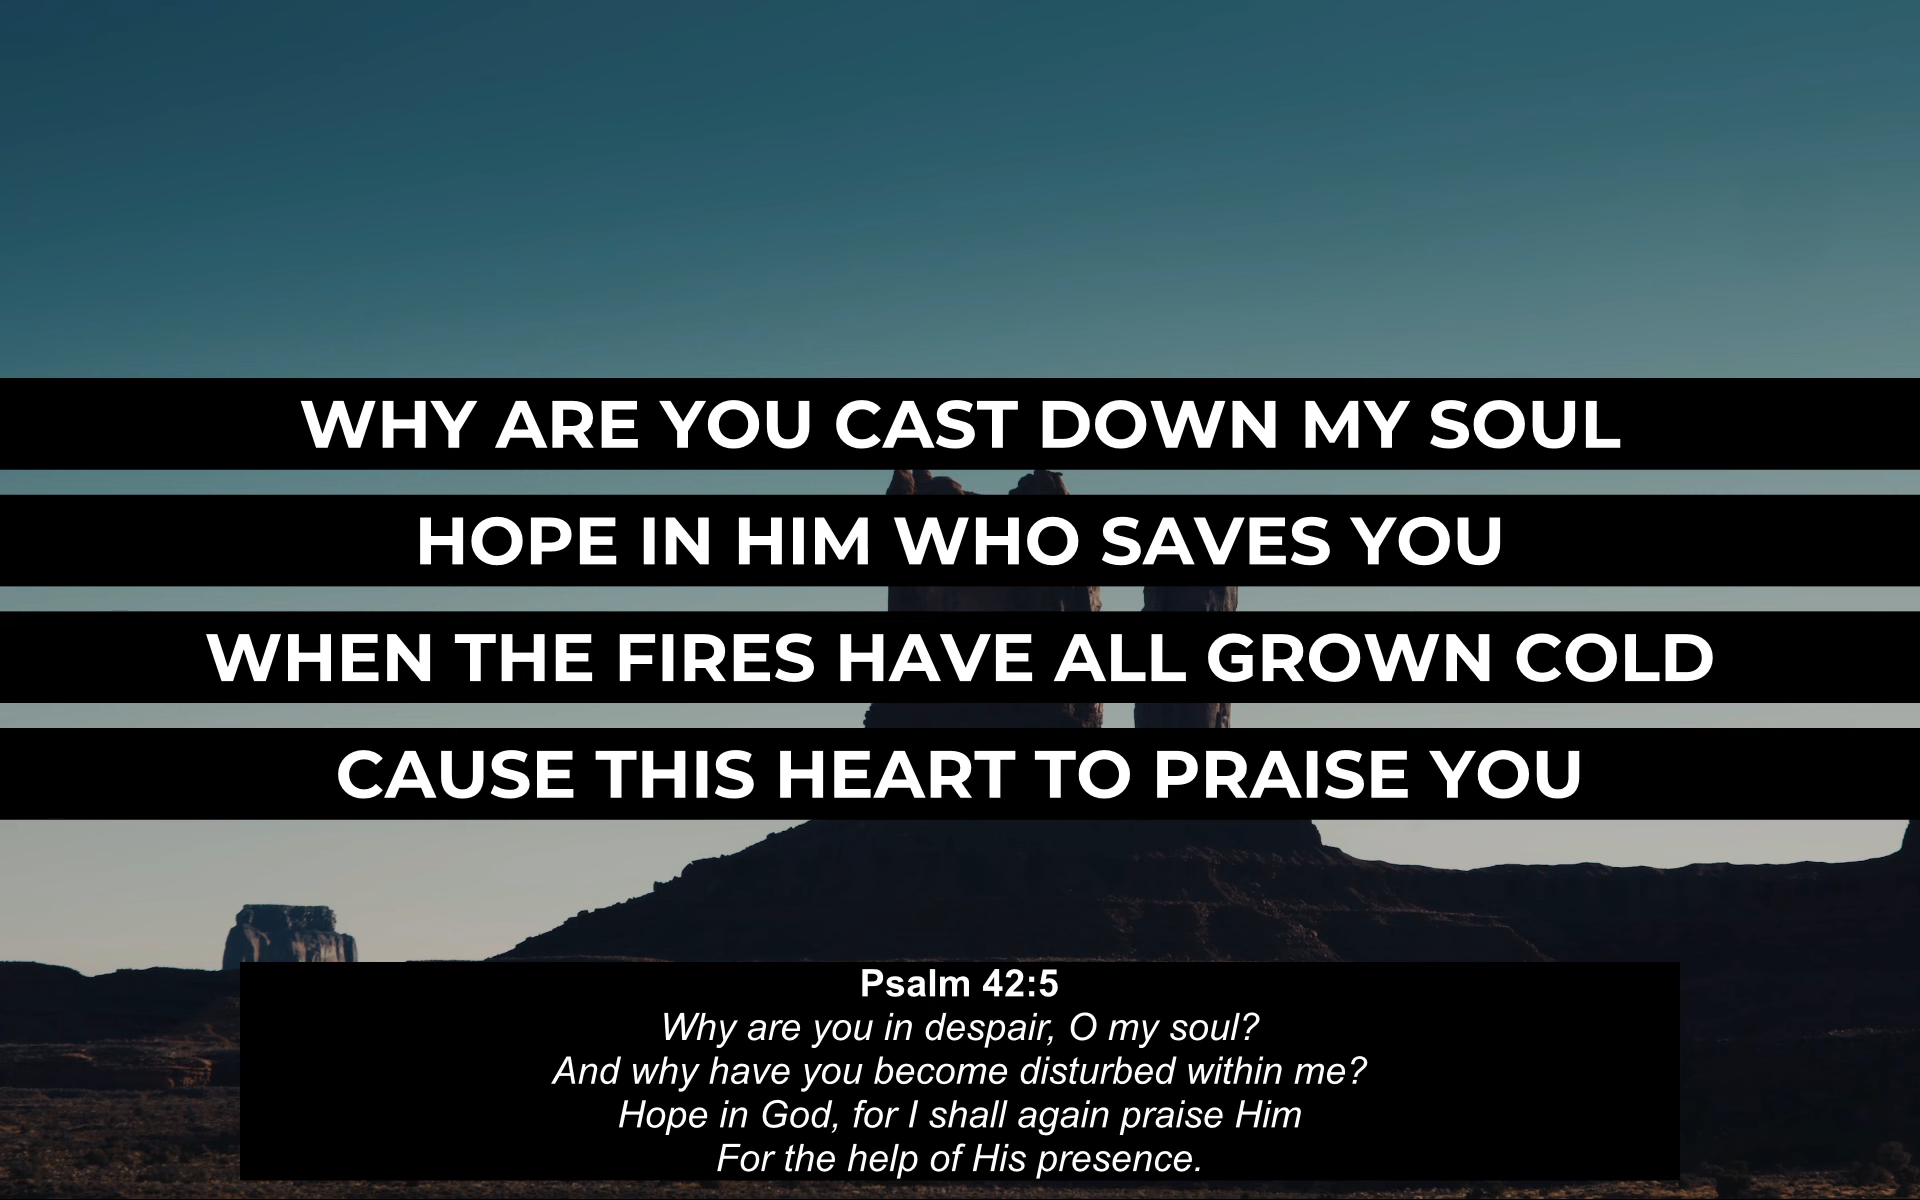 WHY ARE YOU CAST DOWN MY SOUL
HOPE IN HIM WHO SAVES YOU
WHEN THE FIRES HAVE ALL GROWN COLD
CAUSE THIS HEART TO PRAISE YOU
Psalm 42:5
Why are you in despair, O my soul?
And why have you become disturbed within me?
Hope in God, for I shall again praise Him
For the help of His presence.